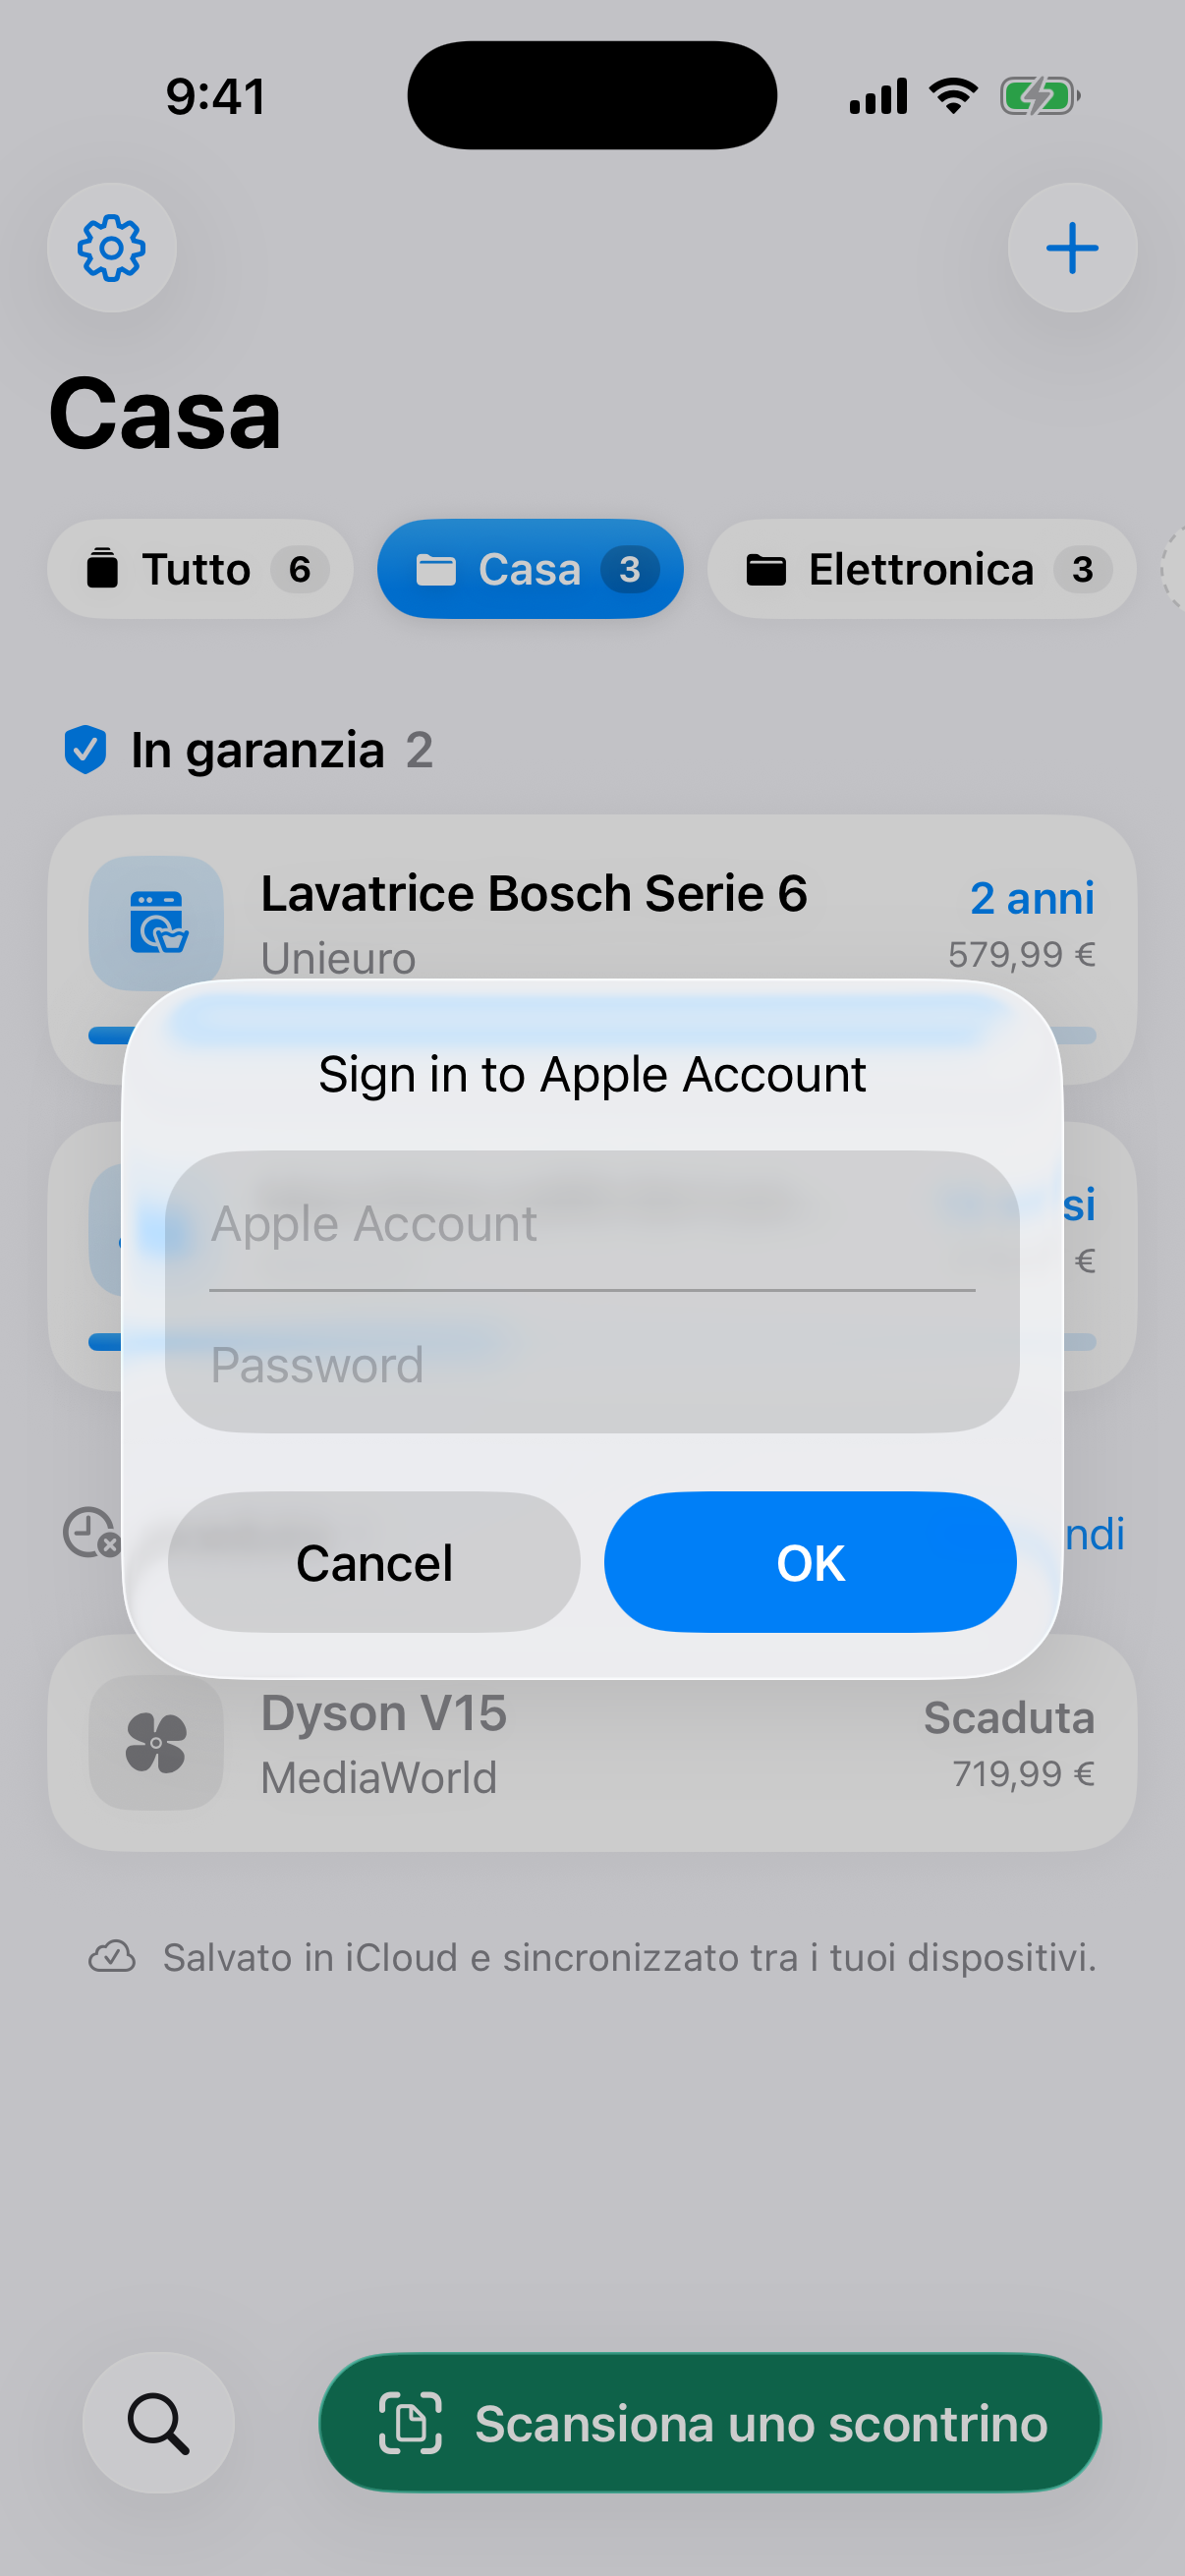 9:41
Casa
Tutto 6 Casa 3 Elettronica 3
In garanzia 2
Lavatrice Bosch Serie 6
2 anni
Unieuro
579,99 €
Sign in to Apple Account
Apple Account
€
Password
Cancel
OK
Dyson V15
Scaduta
MediaWorld
719,99 €
Salvato in iCloud e sincronizzato tra i tuoi dispositivi.
Scansiona uno scontrino